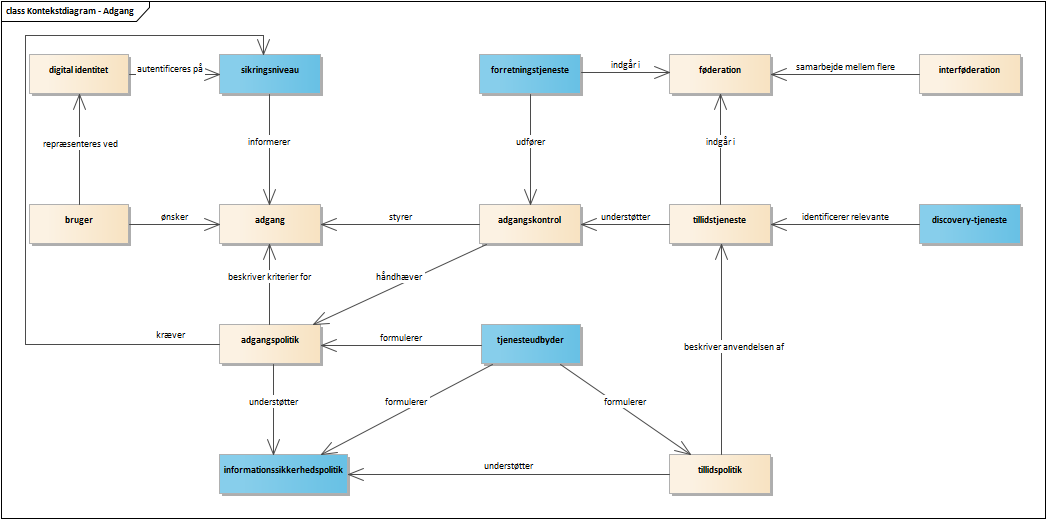 class Kontekstdiagram - Adgang
digital identitet
autentificeres på
sikringsniveau
forretningstjeneste
indgår i
føderation
samarbejde mellem flere
interføderation
repræsenteres ved
informerer
udfører
indgår i
bruger
ønsker
adgang
styrer
adgangskontrol
understøtter
tillidstjeneste
identificerer relevante
discovery-tjeneste
beskriver kriterier for
håndhæver
kræver
adgangspolitik
formulerer
tjenesteudbyder
beskriver anvendelsen af
understøtter
formulerer
formulerer
informationssikkerhedspolitik
understøtter
tillidspolitik